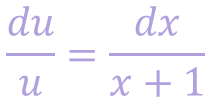 du/u = dx/(x + 1)